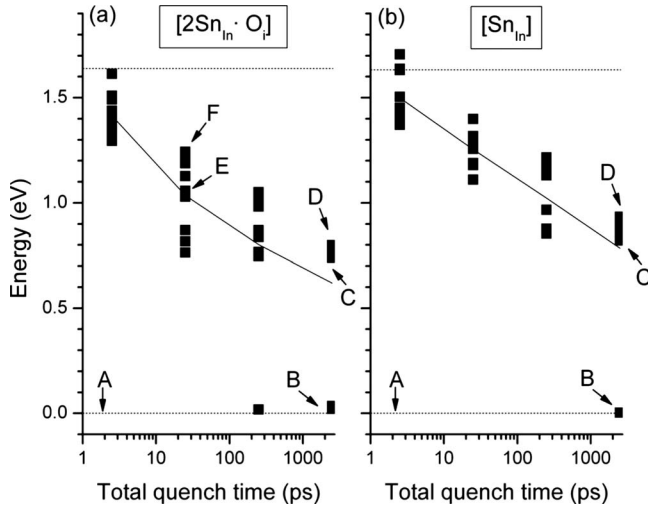 (a)
[2Sn_In · O_i]
(b)
[Sn_In]
Energy (eV)
1.5
1.0
0.5
0.0
F
E
D
C
B
A
D
C
B
A
1 10 100 1000
1 10 100 1000
Total quench time (ps)
Total quench time (ps)